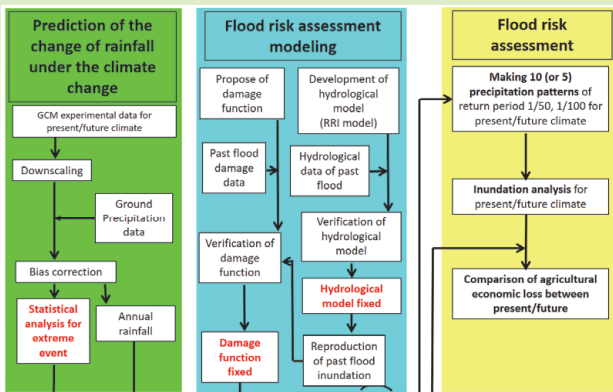 Prediction of the
change of rainfall
under the climate
change
GCM experimental data for
present/future climate
Downscaling
Ground
Precipitation
data
Bias correction
Statistical
analysis for
extreme
event
Annual
rainfall
Flood risk assessment
modeling
Propose of
damage
function
Development of
hydrological
model
(RRI model)
Past flood
damage
data
Hydrological
data of past
flood
Verification of
damage
function
Verification of
hydrological
model
Hydrological
model fixed
Damage
function fixed
Reproduction
of past flood
inundation
Flood risk
assessment
Making 10 (or 5)
precipitation patterns of
return period 1/50, 1/100 for
present/future climate
Inundation analysis for
present/future climate
Comparison of agricultural
economic loss between
present/future